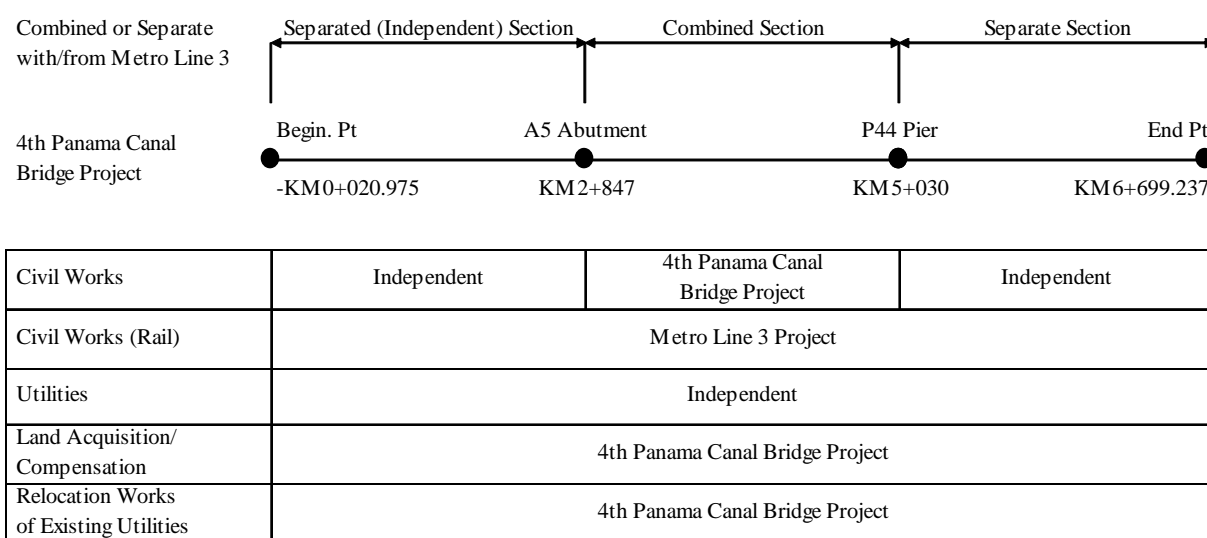 Combined or Separate
with/from Metro Line 3
Separated (Independent) Section
Combined Section
Separate Section
4th Panama Canal
Bridge Project
Begin. Pt
A5 Abutment
P44 Pier
End Pt
-KM0+020.975
KM2+847
KM5+030
KM6+699.237
Civil Works
Independent
4th Panama Canal
Bridge Project
Independent
Civil Works (Rail)
Metro Line 3 Project
Utilities
Independent
Land Acquisition/
Compensation
4th Panama Canal Bridge Project
Relocation Works
of Existing Utilities
4th Panama Canal Bridge Project